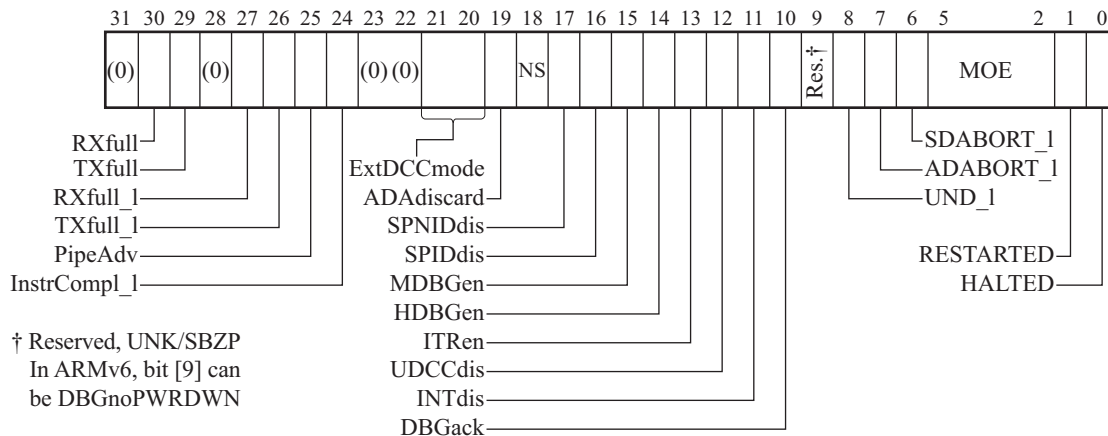 31 30 29 28 27 26 25 24 23 22 21 20 19 18 17 16 15 14 13 12 11 10 9 8 7 6 5 2 1 0
(0) (0) (0) (0) NS Res.† MOE
RXfull
TXfull
RXfull_l
TXfull_l
PipeAdv
InstrCompl_l
† Reserved, UNK/SBZP
In ARMv6, bit [9] can
be DBGnoPWRDWN
ExtDCCmode
ADAdiscard
SPNIDdis
SPIDdis
MDBGen
HDBGen
ITRen
UDCCdis
INTdis
DBGack
SDABORT_l
ADABORT_l
UND_l
RESTARTED
HALTED